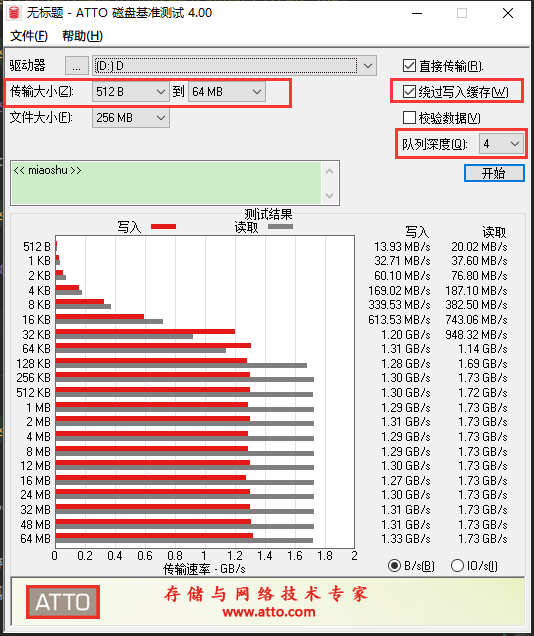 无标题 - ATTO 磁盘基准测试 4.00
文件(F) 帮助(H)
驱动器 ... (D:) D
直接传输(R).
传输大小(Z): 512 B 到 64 MB
绕过写入缓存(W)
文件大小(F): 256 MB
校验数据(V)
队列深度(Q): 4
<< miaoshu >>
开始
测试结果
写入 读取 写入 读取
512 B 13.93 MB/s 20.02 MB/s
1 KB 32.71 MB/s 37.60 MB/s
2 KB 60.10 MB/s 76.80 MB/s
4 KB 169.02 MB/s 187.10 MB/s
8 KB 339.53 MB/s 382.50 MB/s
16 KB 613.53 MB/s 743.06 MB/s
32 KB 1.20 GB/s 948.32 MB/s
64 KB 1.31 GB/s 1.14 GB/s
128 KB 1.28 GB/s 1.69 GB/s
256 KB 1.30 GB/s 1.73 GB/s
512 KB 1.30 GB/s 1.72 GB/s
1 MB 1.29 GB/s 1.73 GB/s
2 MB 1.31 GB/s 1.73 GB/s
4 MB 1.29 GB/s 1.73 GB/s
8 MB 1.29 GB/s 1.73 GB/s
12 MB 1.30 GB/s 1.73 GB/s
16 MB 1.27 GB/s 1.73 GB/s
24 MB 1.30 GB/s 1.73 GB/s
32 MB 1.31 GB/s 1.73 GB/s
48 MB 1.31 GB/s 1.73 GB/s
64 MB 1.33 GB/s 1.73 GB/s
0 0.2 0.4 0.6 0.8 1 1.2 1.4 1.6 1.8 2
传输速率 - GB/s
B/s(B) IO/s(I)
ATTO
存储与网络技术专家
www.atto.com